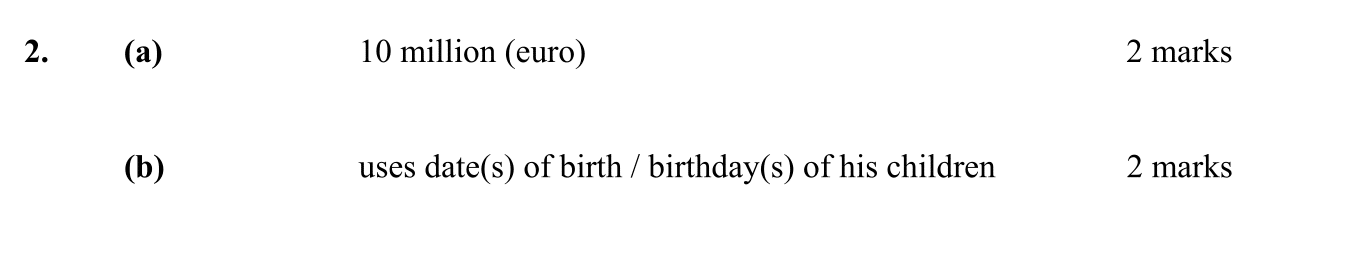 2. (a) 10 million (euro) 2 marks
(b) uses date(s) of birth / birthday(s) of his children 2 marks